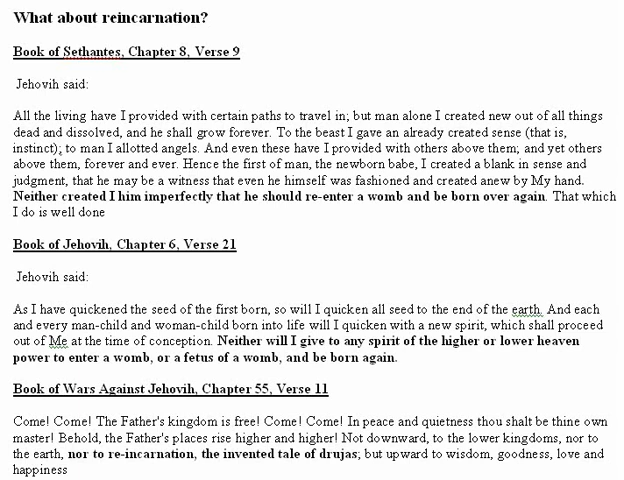 What about reincarnation?
Book of Sethantes, Chapter 8, Verse 9
Jehovih said:
All the living have I provided with certain paths to travel in; but man alone I created new out of all things
dead and dissolved, and he shall grow forever. To the beast I gave an already created sense (that is,
instinct); to man I allotted angels. And even these have I provided with others above them; and yet others
above them, forever and ever. Hence the first of man, the newborn babe, I created a blank in sense and
judgment, that he may be a witness that even he himself was fashioned and created anew by My hand.
Neither created I him imperfectly that he should re-enter a womb and be born over again. That which
I do is well done
Book of Jehovih, Chapter 6, Verse 21
Jehovih said:
As I have quickened the seed of the first born, so will I quicken all seed to the end of the earth. And each
and every man-child and woman-child born into life will I quicken with a new spirit, which shall proceed
out of Me at the time of conception. Neither will I give to any spirit of the higher or lower heaven
power to enter a womb, or a fetus of a womb, and be born again.
Book of Wars Against Jehovih, Chapter 55, Verse 11
Come! Come! The Father's kingdom is free! Come! Come! In peace and quietness thou shalt be thine own
master! Behold, the Father's places rise higher and higher! Not downward, to the lower kingdoms, nor to
the earth, nor to re-incarnation, the invented tale of drujas; but upward to wisdom, goodness, love and
happiness